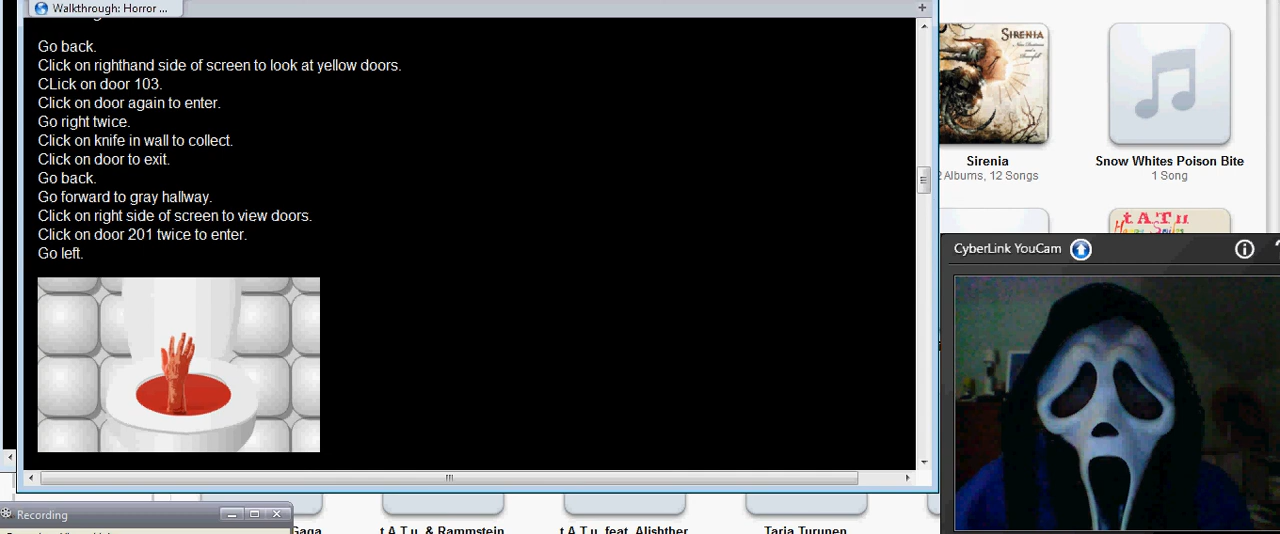 Walkthrough: Horror ...
Go back.
Click on righthand side of screen to look at yellow doors.
CLick on door 103.
Click on door again to enter.
Go right twice.
Click on knife in wall to collect.
Click on door to exit.
Go back.
Go forward to gray hallway.
Click on right side of screen to view doors.
Click on door 201 twice to enter.
Go left.
SIRENIA
Sirenia
2 Albums, 12 Songs
Snow Whites Poison Bite
1 Song
t.A.T.u
CyberLink YouCam
Recording
Gaga
t.A.T.u. & Rammstein
t.A.T.u. feat. Alishther
Tarja Turunen